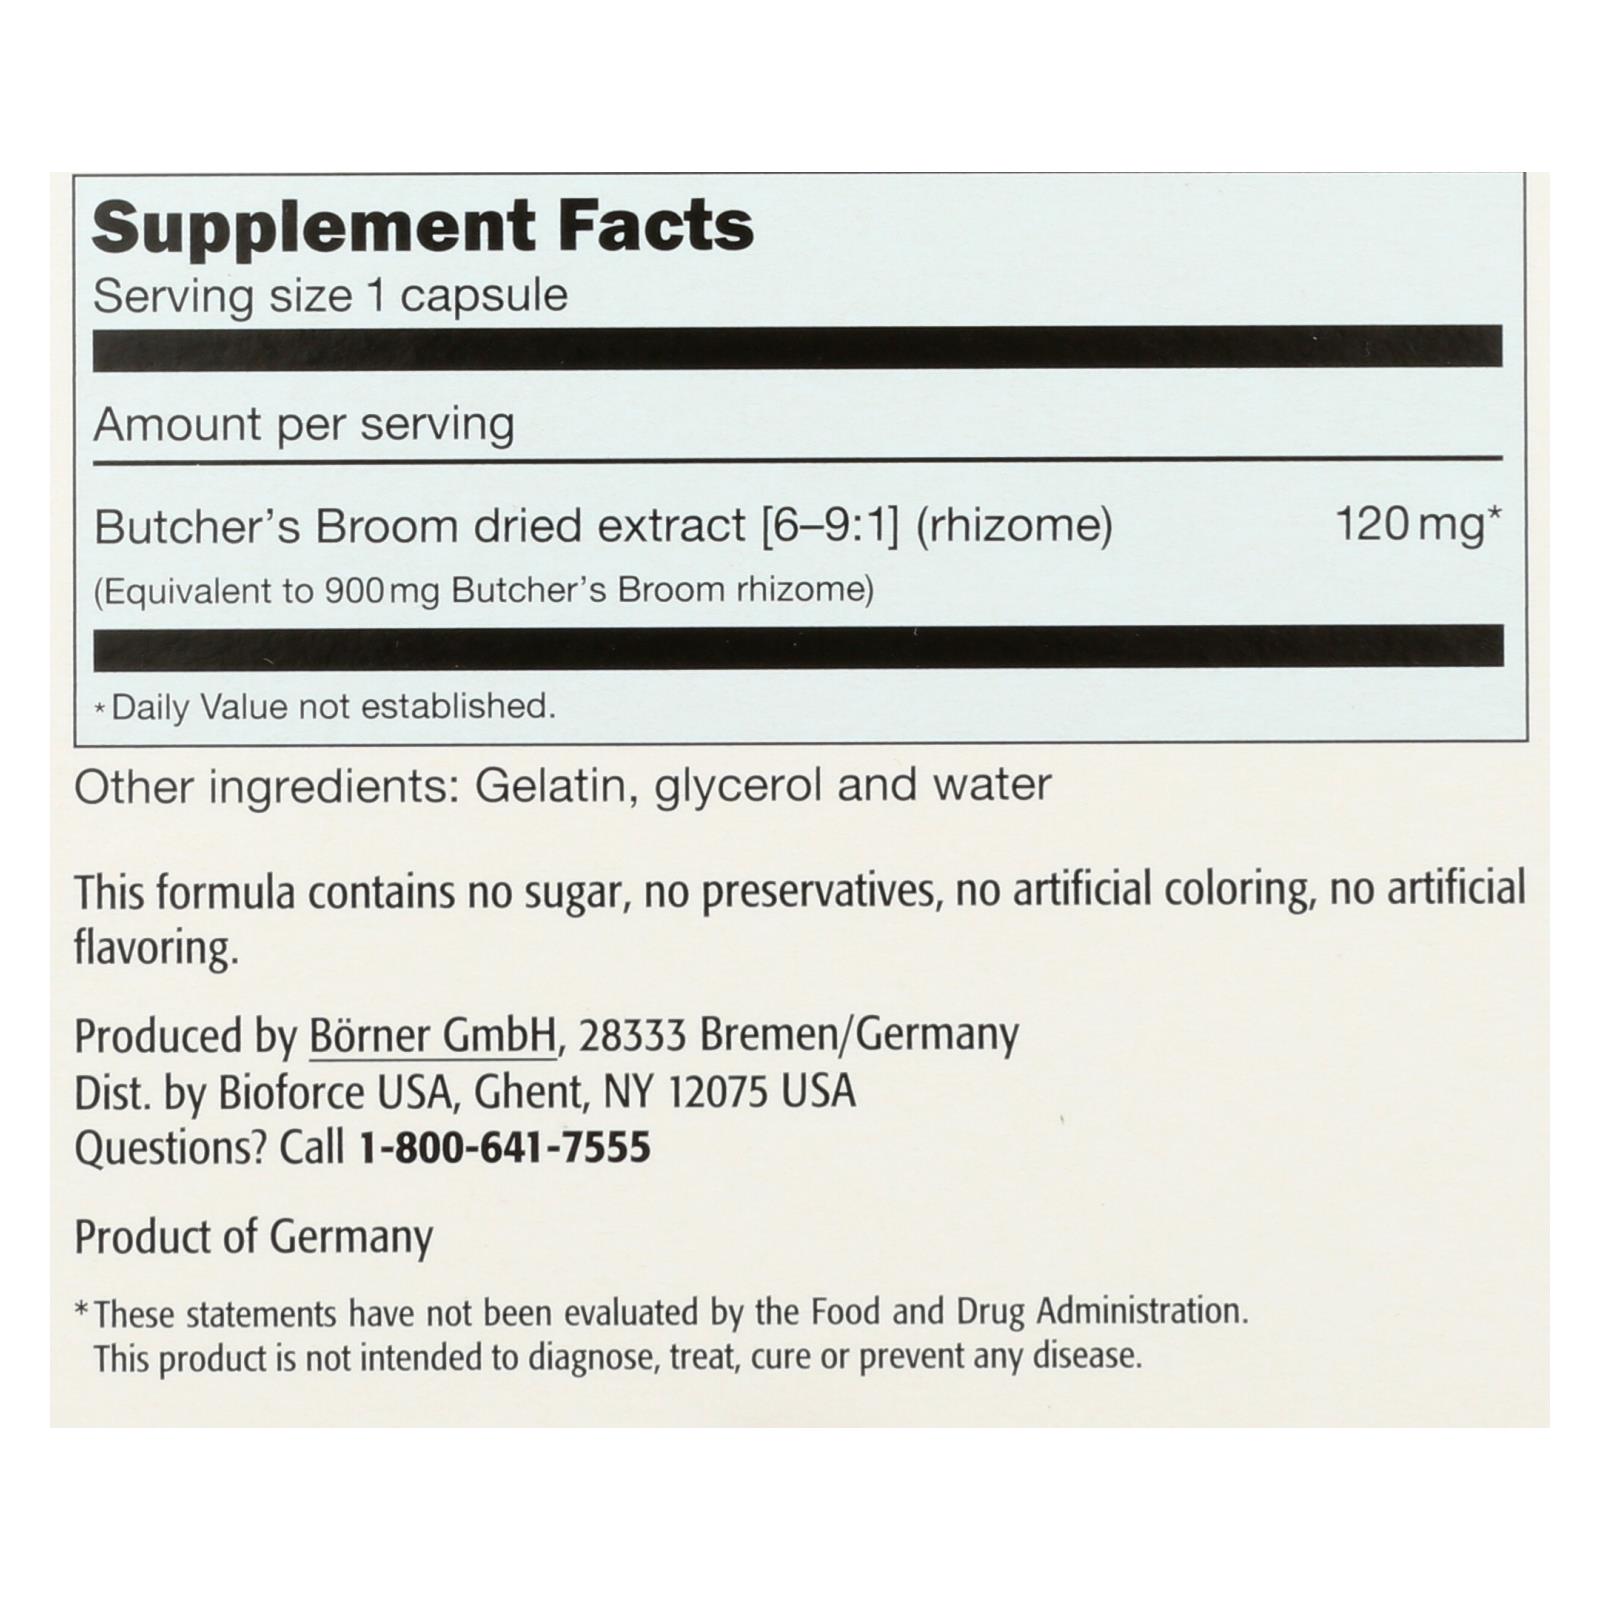 Supplement Facts
Serving size 1 capsule
Amount per serving
Butcher's Broom dried extract [6–9:1] (rhizome) 120 mg*
(Equivalent to 900 mg Butcher's Broom rhizome)
* Daily Value not established.
Other ingredients: Gelatin, glycerol and water
This formula contains no sugar, no preservatives, no artificial coloring, no artificial
flavoring.
Produced by Börner GmbH, 28333 Bremen/Germany
Dist. by Bioforce USA, Ghent, NY 12075 USA
Questions? Call 1-800-641-7555
Product of Germany
* These statements have not been evaluated by the Food and Drug Administration.
This product is not intended to diagnose, treat, cure or prevent any disease.